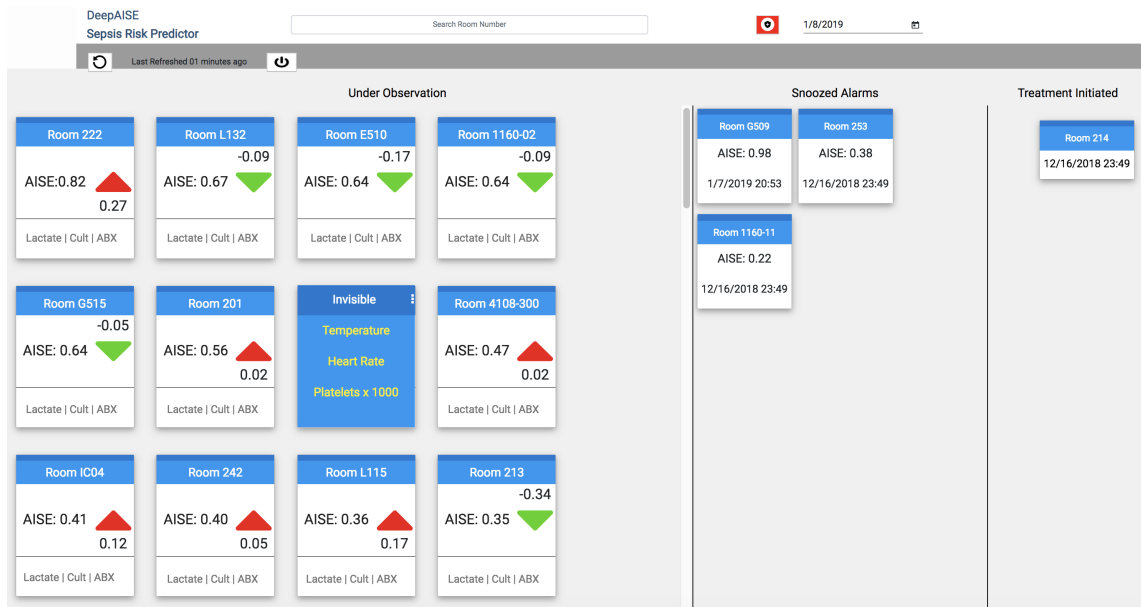 DeepAISE
Sepsis Risk Predictor
Search Room Number
1/8/2019
Last Refreshed 01 minutes ago
Under Observation
Room 222
AISE:0.82
0.27
Lactate | Cult | ABX
Room L132
-0.09
AISE: 0.67
Lactate | Cult | ABX
Room E510
-0.17
AISE: 0.64
Lactate | Cult | ABX
Room 1160-02
-0.09
AISE: 0.64
Lactate | Cult | ABX
Room G515
-0.05
AISE: 0.64
Lactate | Cult | ABX
Room 201
AISE: 0.56
0.02
Lactate | Cult | ABX
Invisible
Temperature
Heart Rate
Platelets x 1000
Room 4108-300
AISE: 0.47
0.02
Lactate | Cult | ABX
Room IC04
AISE: 0.41
0.12
Lactate | Cult | ABX
Room 242
AISE: 0.40
0.05
Lactate | Cult | ABX
Room L115
AISE: 0.36
0.17
Lactate | Cult | ABX
Room 213
-0.34
AISE: 0.35
Lactate | Cult | ABX
Snoozed Alarms
Room G509
AISE: 0.98
1/7/2019 20:53
Room 253
AISE: 0.38
12/16/2018 23:49
Room 1160-11
AISE: 0.22
12/16/2018 23:49
Treatment Initiated
Room 214
12/16/2018 23:49